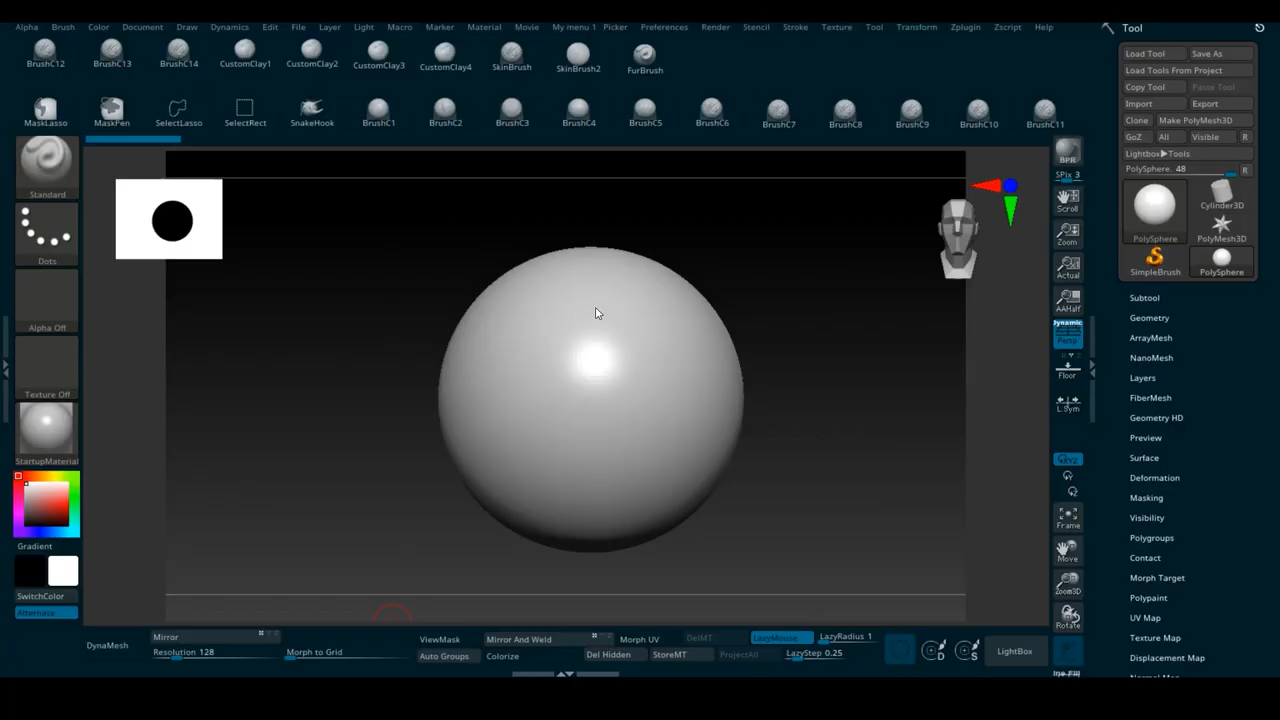 Alpha Brush Color Document Draw Dynamics Edit File Layer Light Macro Marker Material Movie My menu 1 Picker Preferences Render Stencil Stroke Texture Tool Transform Zplugin Zscript Help
Tool
BrushC12 BrushC13 BrushC14 CustomClay1 CustomClay2 CustomClay3 CustomClay4 SkinBrush SkinBrush2 FurBrush
MaskLasso MaskPen SelectLasso SelectRect SnakeHook BrushC1 BrushC2 BrushC3 BrushC4 BrushC5 BrushC6 BrushC7 BrushC8 BrushC9 BrushC10 BrushC11
Load Tool Save As
Load Tools From Project
Copy Tool Paste Tool
Import Export
Clone Make PolyMesh3D
GoZ All Visible R
Lightbox▶Tools
PolySphere. 48 R
PolySphere Cylinder3D
PolyMesh3D
SimpleBrush PolySphere
Subtool
Geometry
ArrayMesh
NanoMesh
Layers
FiberMesh
Geometry HD
Preview
Surface
Deformation
Masking
Visibility
Polygroups
Contact
Morph Target
Polypaint
UV Map
Texture Map
Displacement Map
Normal Map
Standard
Dots
Alpha Off
Texture Off
StartupMaterial
Gradient
SwitchColor
Alternate
BPR
SPix 3
Scroll
Zoom
Actual
AAHalf
Dynamic
Persp
Floor
L.Sym
XYZ
Y
Z
Frame
Move
Zoom3D
Rotate
Line Fill
DynaMesh
Mirror
Resolution 128
Morph to Grid
ViewMask
Auto Groups
Mirror And Weld
Colorize
Morph UV
Del Hidden
DelMT
StoreMT
ProjectAll
LazyMouse
LazyRadius 1
LazyStep 0.25
D
S
LightBox